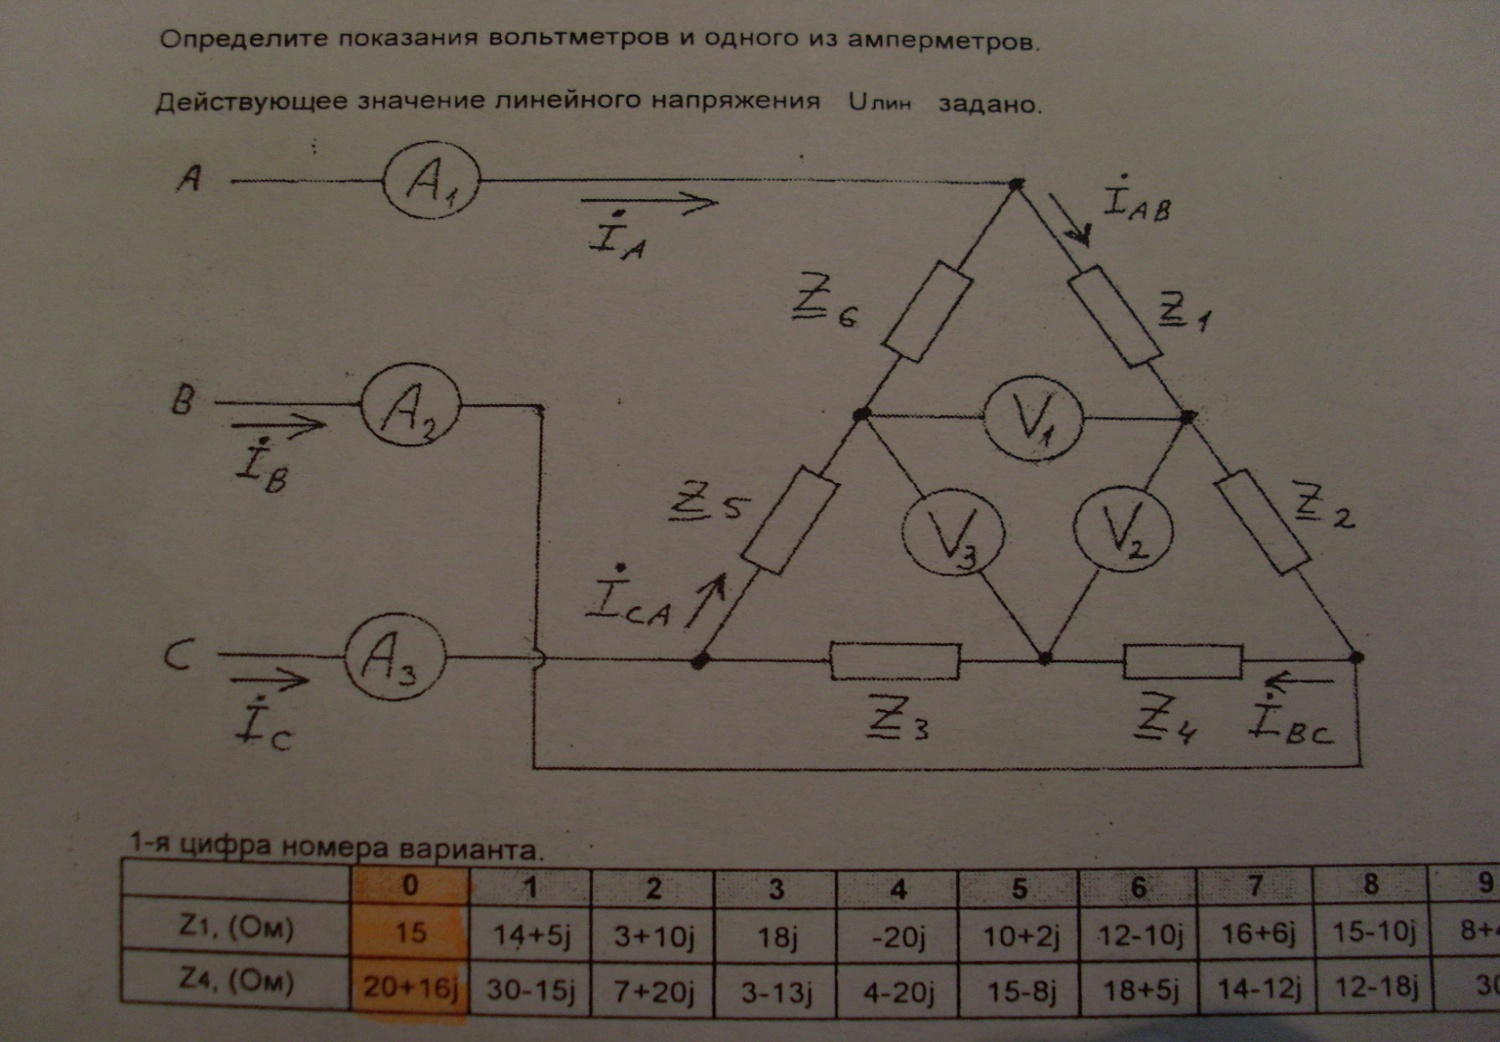 Определите показания вольтметров и одного из амперметров.
Действующее значение линейного напряжения Uлин задано.
A A1 İA İAB
Z6 Z1
B A2 V1
İB
Z5 V3 V2 Z2
İCA
C A3
İC Z3 Z4 İBC
1-я цифра номера варианта.
0 1 2 3 4 5 6 7 8 9
Z1, (Ом) 15 14+5j 3+10j 18j -20j 10+2j 12-10j 16+6j 15-10j
Z4, (Ом) 20+16j 30-15j 7+20j 3-13j 4-20j 15-8j 18+5j 14-12j 12-18j